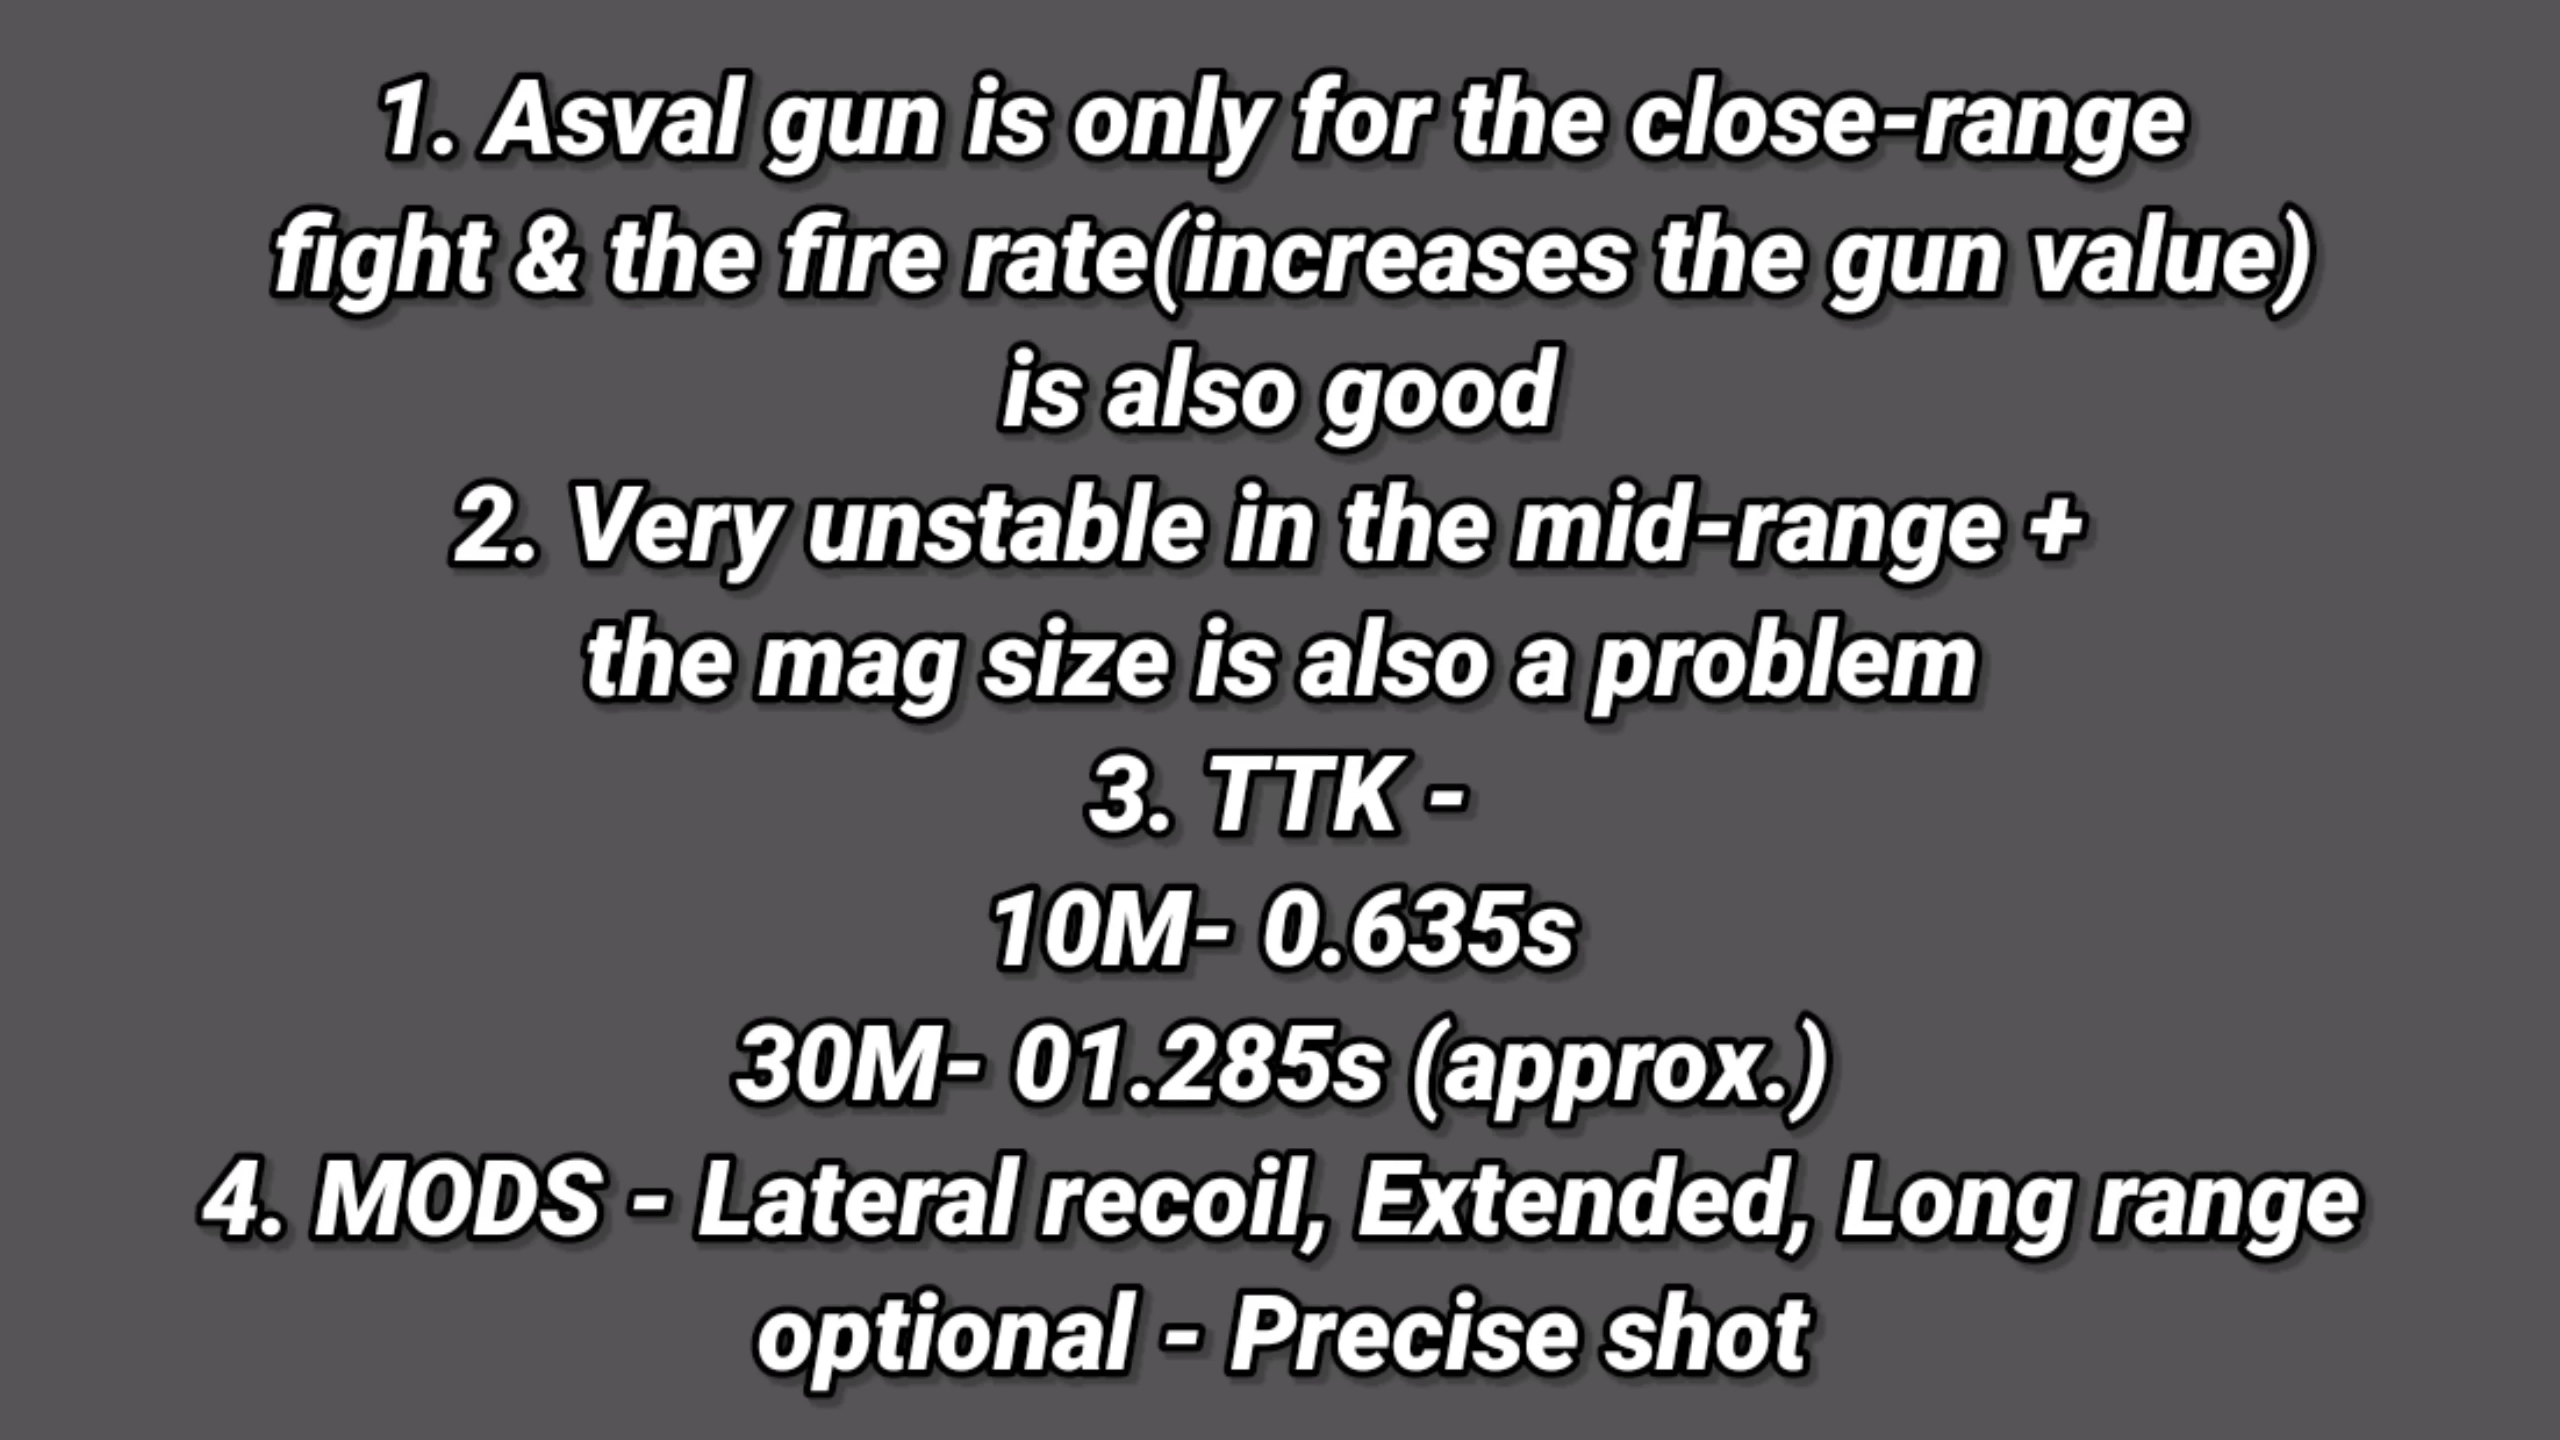 1. Asval gun is only for the close-range
fight & the fire rate(increases the gun value)
is also good
2. Very unstable in the mid-range +
the mag size is also a problem
3. TTK -
10M- 0.635s
30M- 01.285s (approx.)
4. MODS - Lateral recoil, Extended, Long range
optional - Precise shot